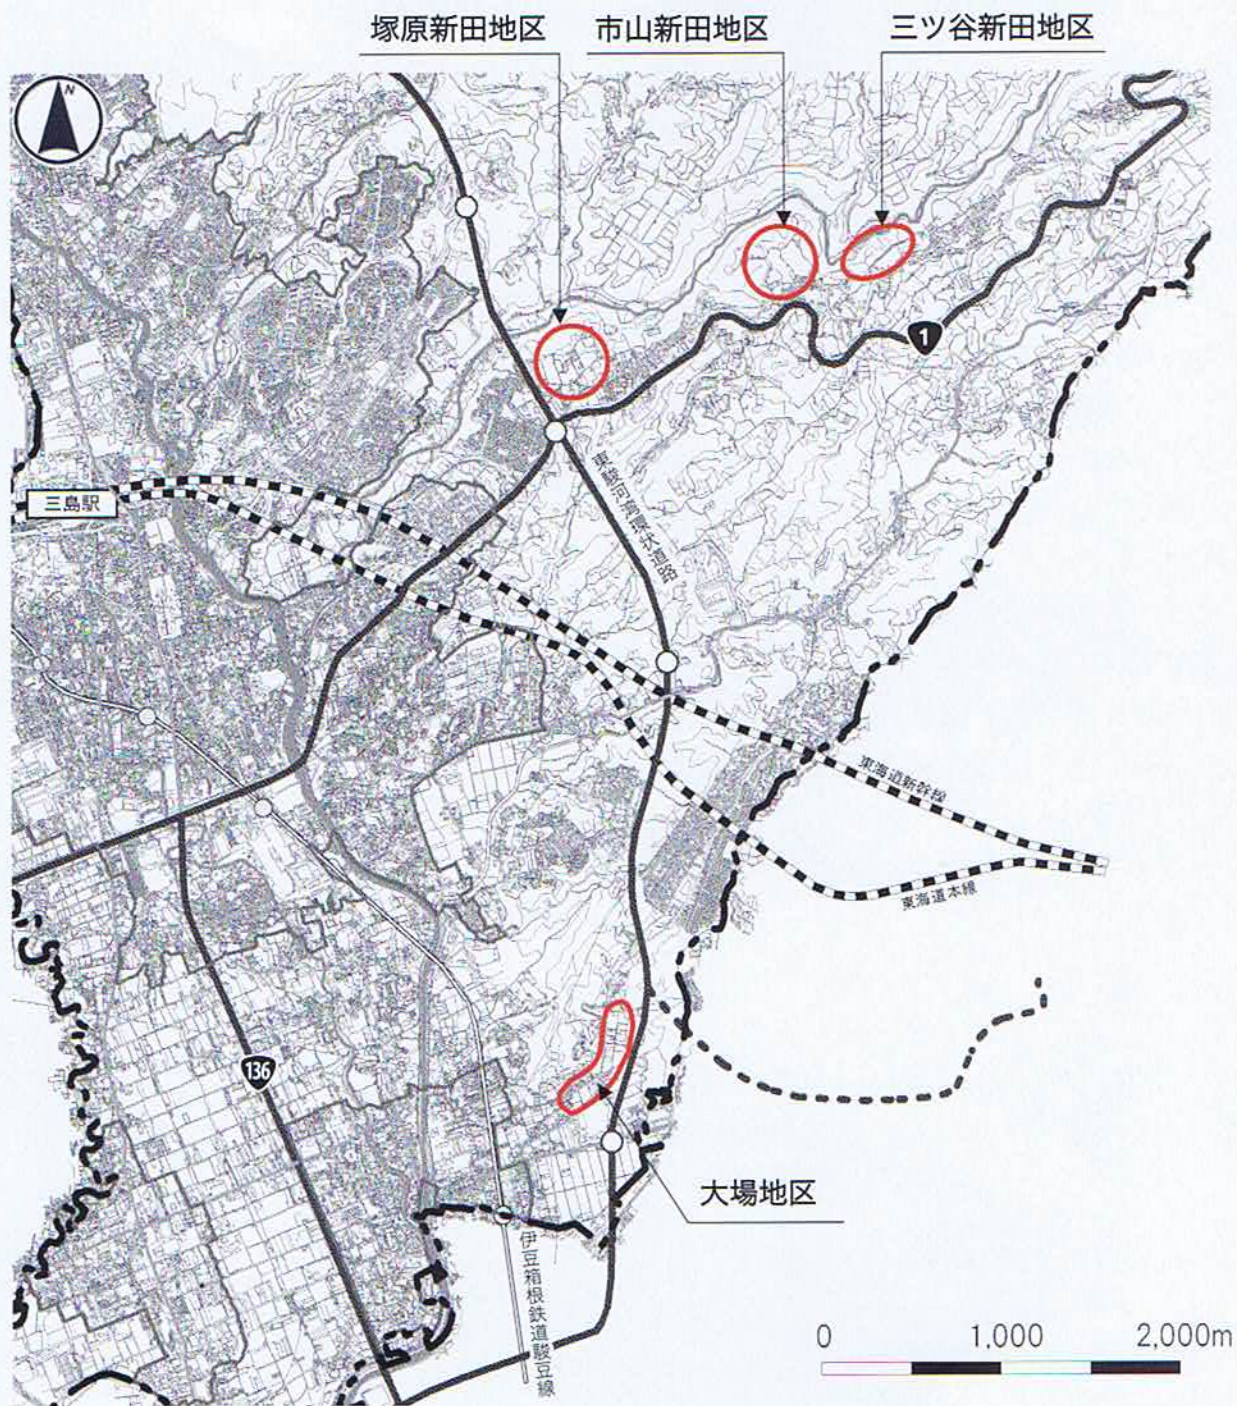 塚原新田地区
市山新田地区
三ツ谷新田地区
N
1
三島駅
東駿河湾環状道路
東海道新幹線
東海道本線
136
大場地区
伊豆箱根鉄道駿豆線
0 1,000 2,000m